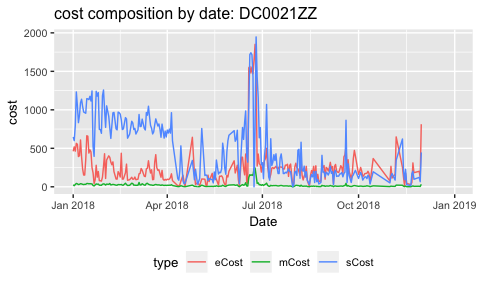 cost composition by date: DC0021ZZ
2000
1500
1000
500
0
cost
Jan 2018 Apr 2018 Jul 2018 Oct 2018 Jan 2019
Date
type eCost mCost sCost